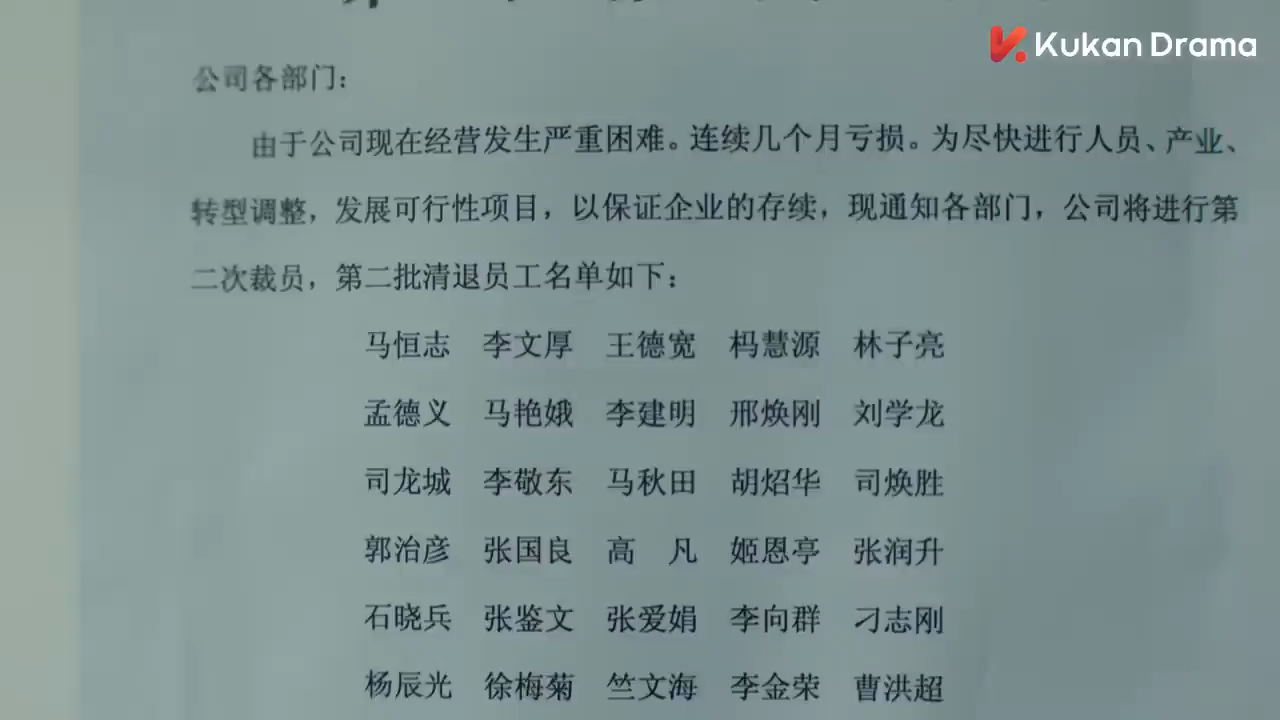 Kukan Drama
公司各部门：
由于公司现在经营发生严重困难。连续几个月亏损。为尽快进行人员、产业、
转型调整，发展可行性项目，以保证企业的存续，现通知各部门，公司将进行第
二次裁员，第二批清退员工名单如下：
马恒志 李文厚 王德宽 杩慧源 林子亮
孟德义 马艳娥 李建明 邢焕刚 刘学龙
司龙城 李敬东 马秋田 胡炤华 司焕胜
郭治彦 张国良 高 凡 姬恩亭 张润升
石晓兵 张鉴文 张爱娟 李向群 刁志刚
杨辰光 徐梅菊 竺文海 李金荣 曹洪超